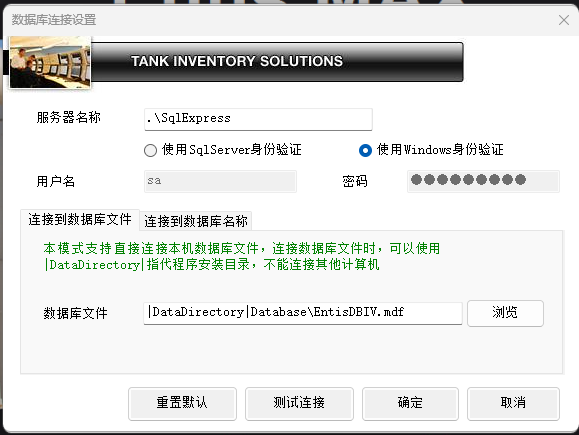 数据库连接设置
TANK INVENTORY SOLUTIONS
服务器名称
.\SqlExpress
使用SqlServer身份验证
使用Windows身份验证
用户名
sa
密码
●●●●●●●●●
连接到数据库文件
连接到数据库名称
本模式支持直接连接本机数据库文件，连接数据库文件时，可以使用
|DataDirectory|指代程序安装目录，不能连接其他计算机
数据库文件
|DataDirectory|Database\EntisDBIV.mdf
浏览
重置默认
测试连接
确定
取消